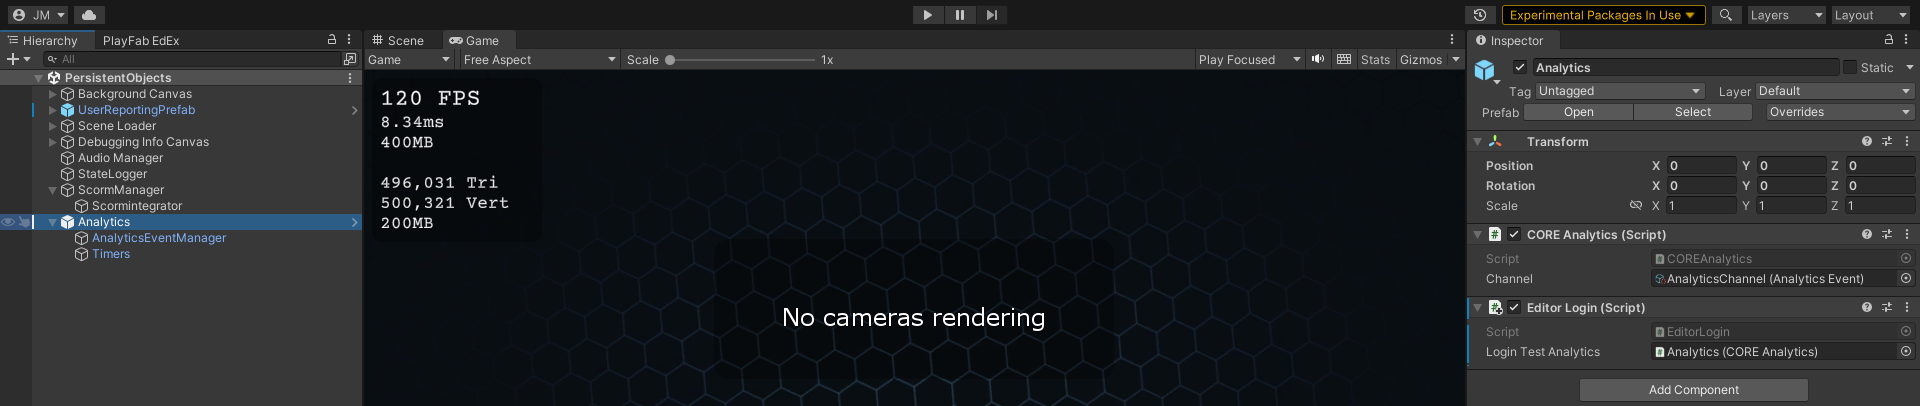 JM
Experimental Packages In Use
Layers
Layout
Hierarchy
PlayFab EdEx
All
PersistentObjects
Background Canvas
UserReportingPrefab
Scene Loader
Debugging Info Canvas
Audio Manager
StateLogger
ScormManager
Scormintegrator
Analytics
AnalyticsEventManager
Timers
Scene
Game
Game
Free Aspect
Scale
1x
Play Focused
Stats
Gizmos
120 FPS
8.34ms
400MB
496,031 Tri
500,321 Vert
200MB
No cameras rendering
Inspector
Analytics
Static
Tag Untagged
Layer Default
Prefab Open Select Overrides
Transform
Position X 0 Y 0 Z 0
Rotation X 0 Y 0 Z 0
Scale X 1 Y 1 Z 1
# CORE Analytics (Script)
Script # COREAnalytics
Channel AnalyticsChannel (Analytics Event)
# Editor Login (Script)
Script # EditorLogin
Login Test Analytics # Analytics (CORE Analytics)
Add Component